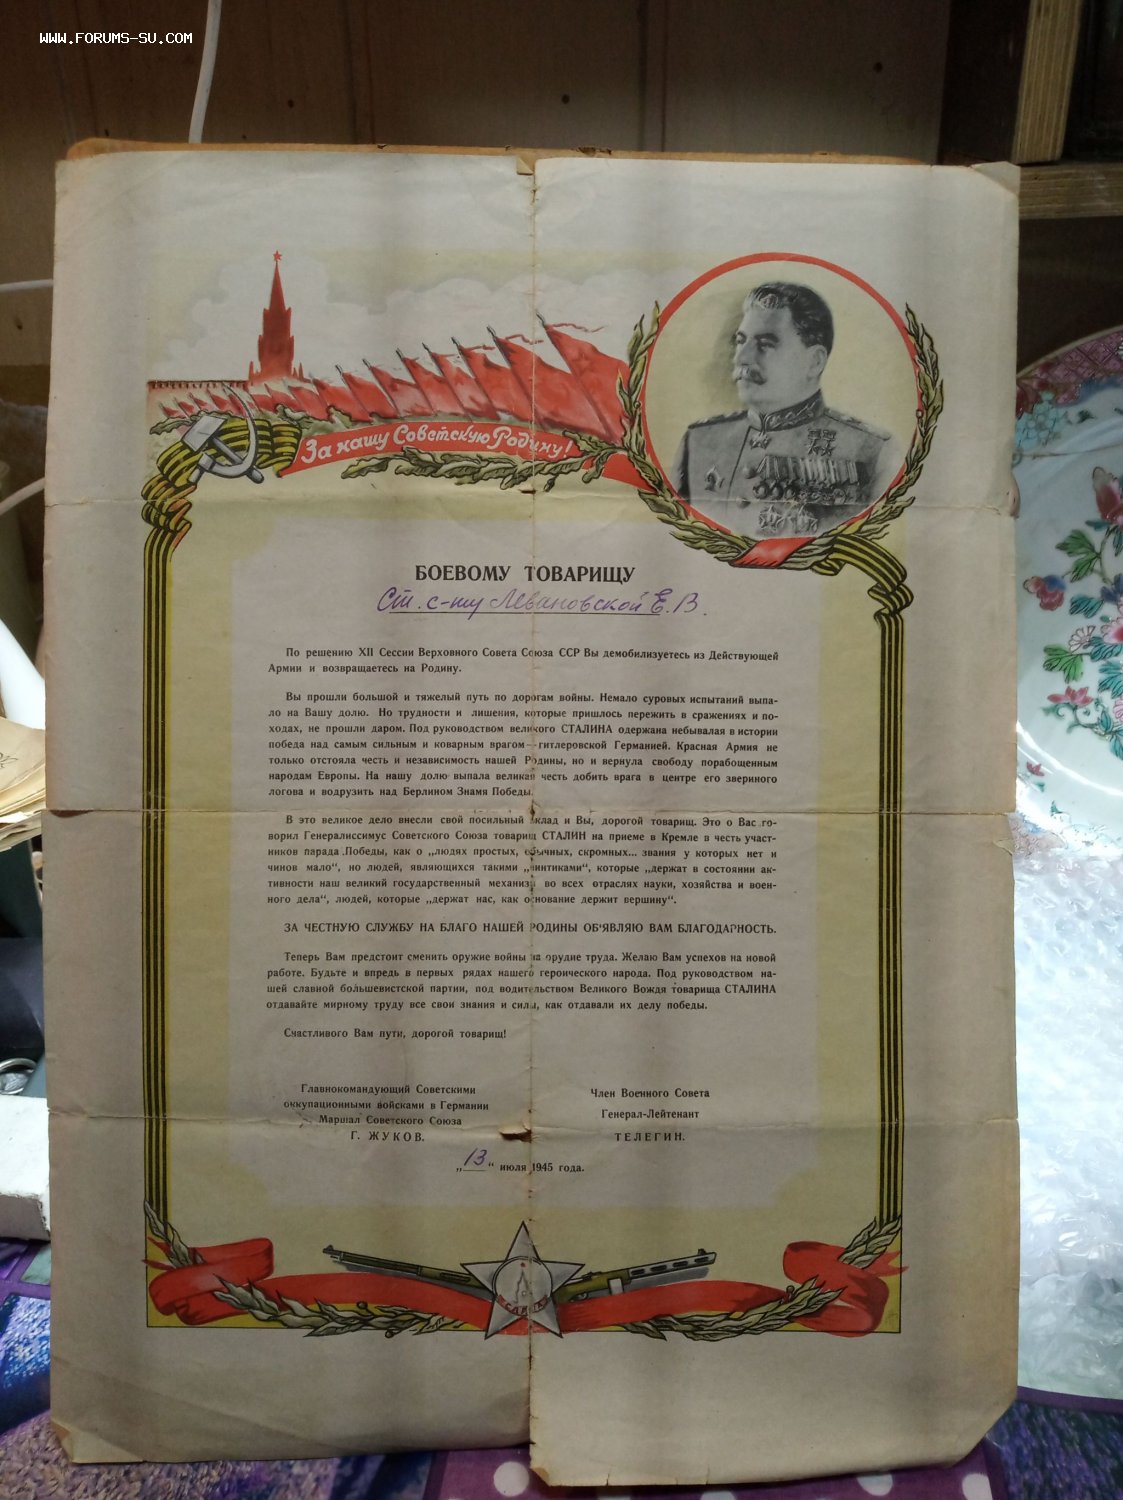 WWW.FORUMS-SU.COM
За нашу Советскую Родину!
БОЕВОМУ ТОВАРИЩУ
Ст. с-ту Левановской Е. В.
По решению XII Сессии Верховного Совета Союза ССР Вы демобилизуетесь из Действующей
Армии и возвращаетесь на Родину.
Вы прошли большой и тяжелый путь по дорогам войны. Немало суровых испытаний выпа-
ло на Вашу долю. Но трудности и лишения, которые пришлось пережить в сражениях и по-
ходах, не прошли даром. Под руководством великого СТАЛИНА одержана небывалая в истории
победа над самым сильным и коварным врагом—гитлеровской Германией. Красная Армия не
только отстояла честь и независимость нашей Родины, но и вернула свободу порабощенным
народам Европы. На нашу долю выпала великая честь добить врага в центре его звериного
логова и водрузить над Берлином Знамя Победы.
В это великое дело внесли свой посильный вклад и Вы, дорогой товарищ. Это о Вас го-
ворил Генералиссимус Советского Союза товарищ СТАЛИН на приеме в Кремле в честь участ-
ников парада Победы, как о „людях простых, обычных, скромных... звания у которых нет и
чинов мало“, но людей, являющихся такими „винтиками“, которые „держат в состоянии ак-
тивности наш великий государственный механизм во всех отраслях науки, хозяйства и воен-
ного дела“, людей, которые „держат нас, как основание держит вершину“.
ЗА ЧЕСТНУЮ СЛУЖБУ НА БЛАГО НАШЕЙ РОДИНЫ ОБ'ЯВЛЯЮ ВАМ БЛАГОДАРНОСТЬ.
Теперь Вам предстоит сменить оружие войны на орудие труда. Желаю Вам успехов на новой
работе. Будьте и впредь в первых рядах нашего героического народа. Под руководством на-
шей славной большевистской партии, под водительством Великого Вождя товарища СТАЛИНА
отдавайте мирному труду все свои знания и силы, как отдавали их делу победы.
Счастливого Вам пути, дорогой товарищ!
Главнокомандующий Советскими
оккупационными войсками в Германии
Маршал Советского Союза
Г. ЖУКОВ.
Член Военного Совета
Генерал-Лейтенант
ТЕЛЕГИН.
„13“ июля 1945 года.